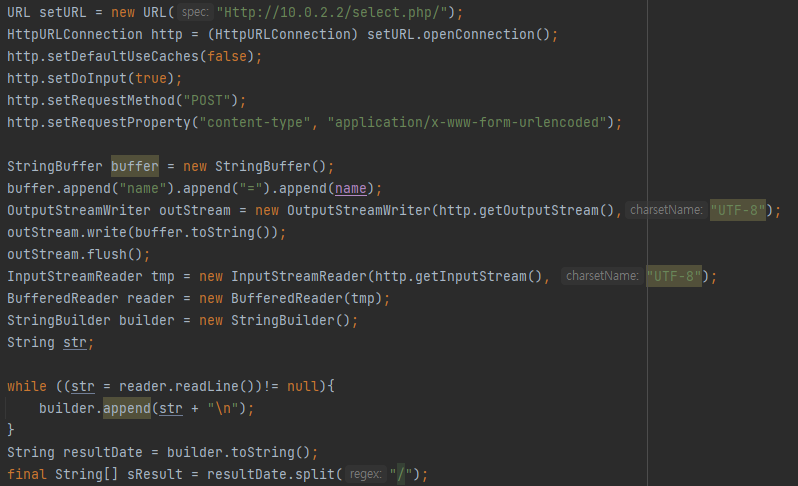 URL setURL = new URL( spec: "Http://10.0.2.2/select.php/");
HttpURLConnection http = (HttpURLConnection) setURL.openConnection();
http.setDefaultUseCaches(false);
http.setDoInput(true);
http.setRequestMethod("POST");
http.setRequestProperty("content-type", "application/x-www-form-urlencoded");
StringBuffer buffer = new StringBuffer();
buffer.append("name").append("=").append(name);
OutputStreamWriter outStream = new OutputStreamWriter(http.getOutputStream(), charsetName: "UTF-8");
outStream.write(buffer.toString());
outStream.flush();
InputStreamReader tmp = new InputStreamReader(http.getInputStream(), charsetName: "UTF-8");
BufferedReader reader = new BufferedReader(tmp);
StringBuilder builder = new StringBuilder();
String str;
while ((str = reader.readLine())!= null){
    builder.append(str + "\n");
}
String resultDate = builder.toString();
final String[] sResult = resultDate.split( regex: "/");